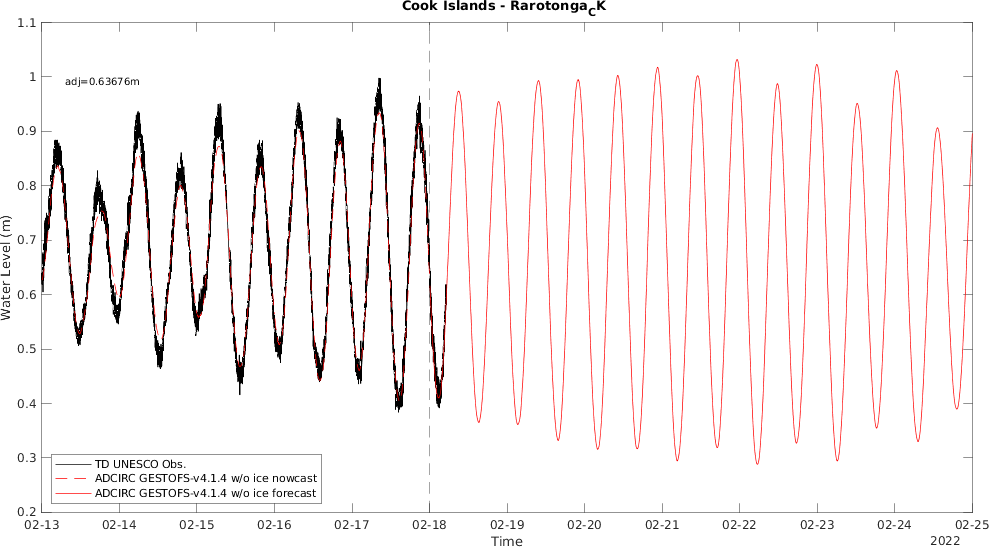 Cook Islands - Rarotonga_CK
1.1
1
0.9
0.8
0.7
0.6
0.5
0.4
0.3
0.2
Water Level (m)
adj=0.63676m
TD UNESCO Obs.
ADCIRC GESTOFS-v4.1.4 w/o ice nowcast
ADCIRC GESTOFS-v4.1.4 w/o ice forecast
02-13 02-14 02-15 02-16 02-17 02-18 02-19 02-20 02-21 02-22 02-23 02-24 02-25
Time
2022